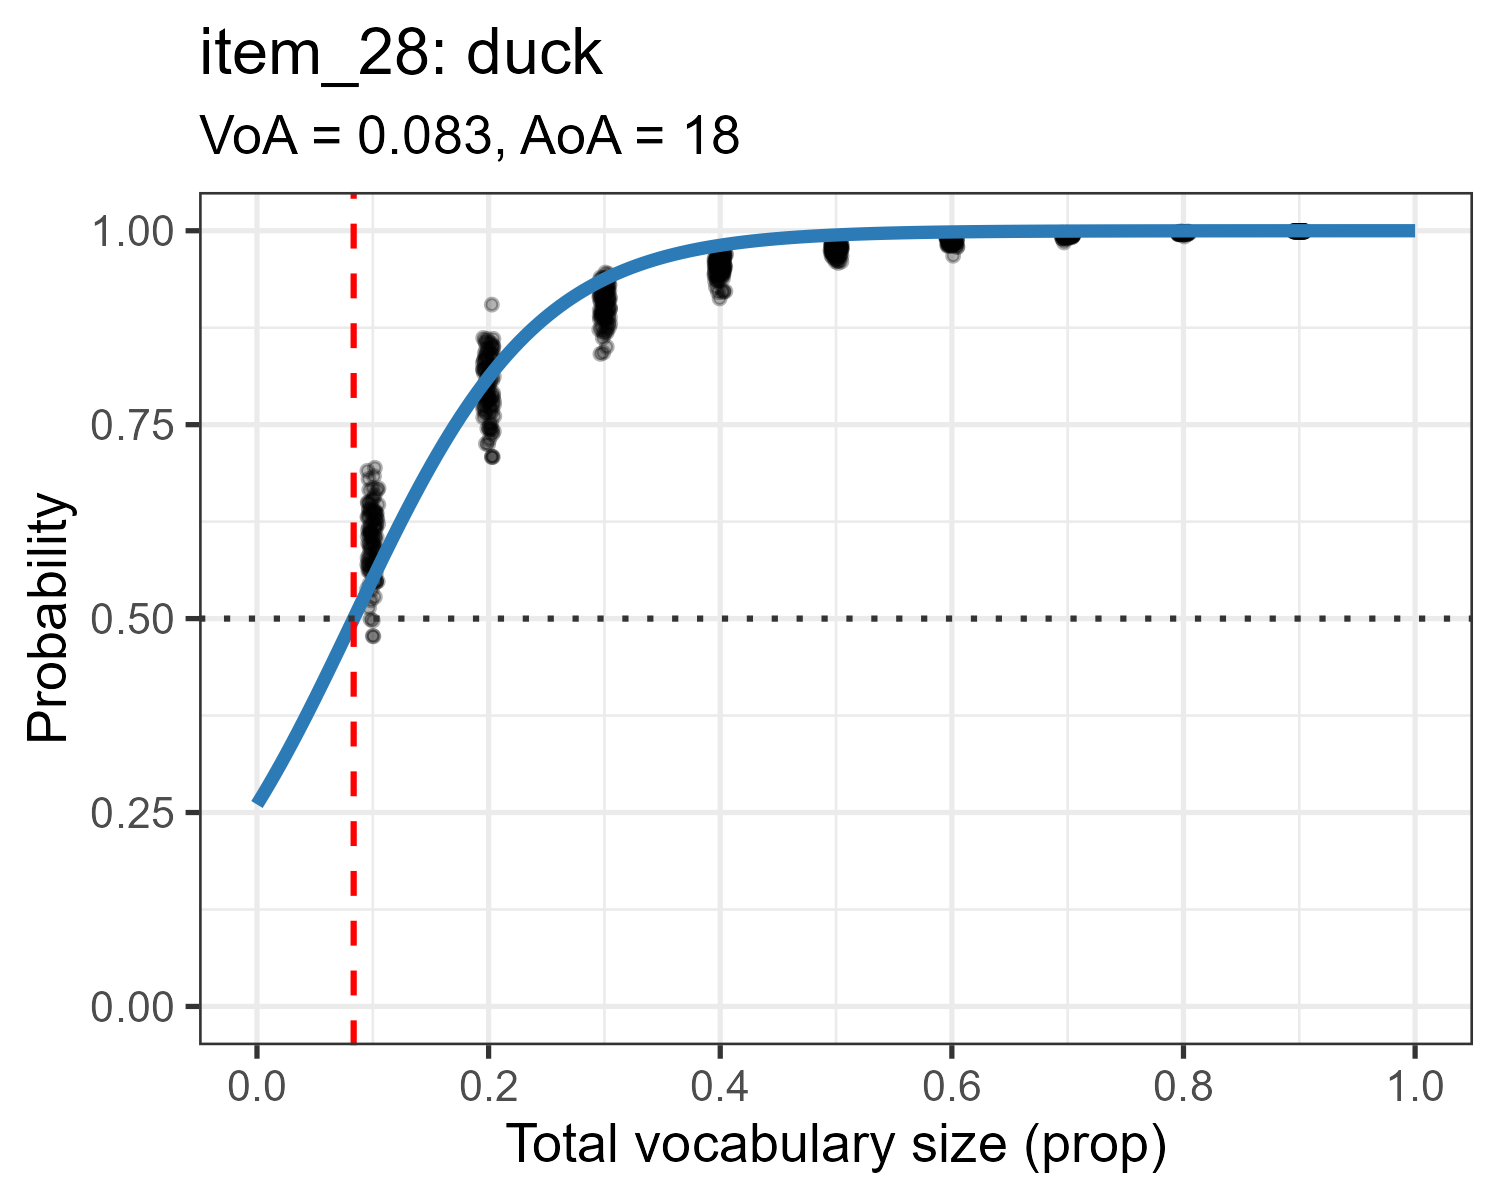 item_28: duck
VoA = 0.083, AoA = 18
1.00
0.75
0.50
0.25
0.00
Probability
0.0 0.2 0.4 0.6 0.8 1.0
Total vocabulary size (prop)